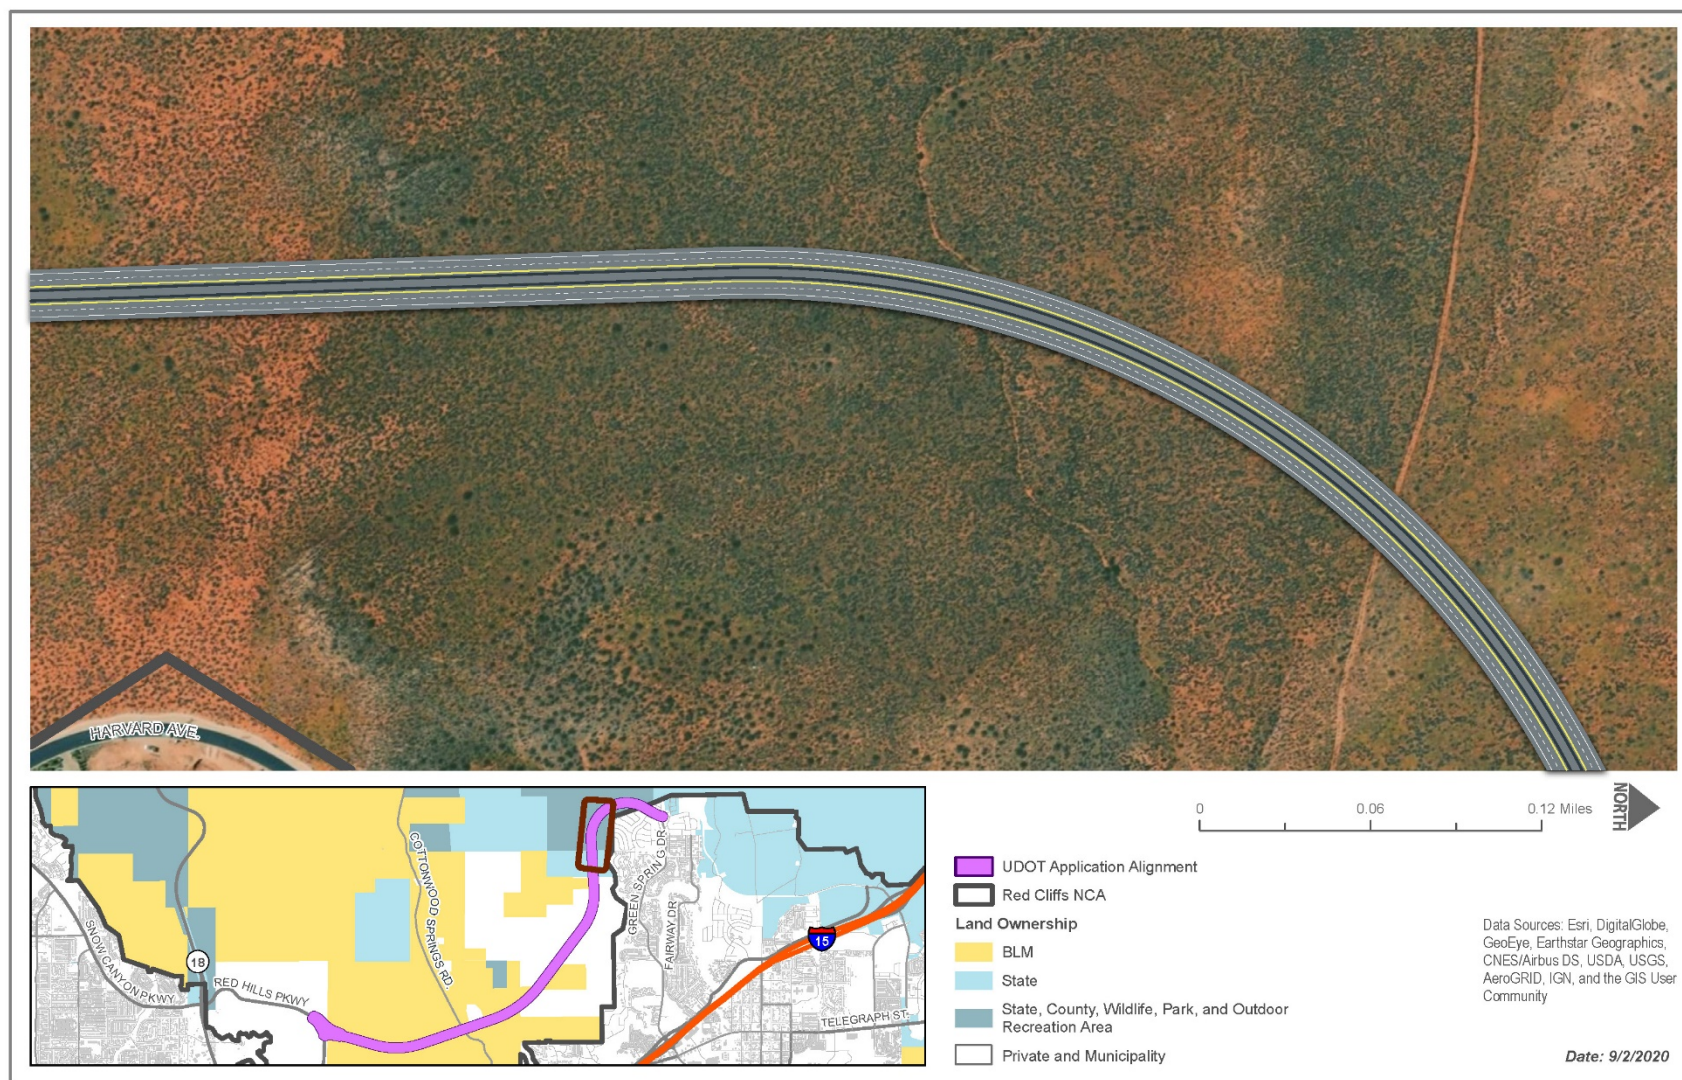 HARVARD AVE.
SNOW CANYON PKWY
18
RED HILLS PKWY
COTTONWOOD SPRINGS RD.
GREEN SPRING DR
FAIRWAY DR
15
TELEGRAPH ST.
0 0.06 0.12 Miles
NORTH
UDOT Application Alignment
Red Cliffs NCA
Land Ownership
BLM
State
State, County, Wildlife, Park, and Outdoor
Recreation Area
Private and Municipality
Data Sources: Esri, DigitalGlobe,
GeoEye, Earthstar Geographics,
CNES/Airbus DS, USDA, USGS,
AeroGRID, IGN, and the GIS User
Community
Date: 9/2/2020